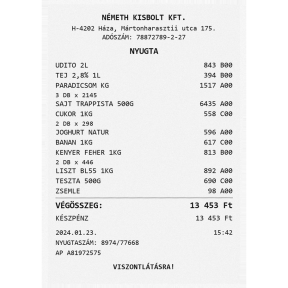 NÉMETH KISBOLT KFT.
H-4202 Háza, Mártonharasztii utca 175.
ADÓSZÁM: 78872789-2-27
NYUGTA
UDITO 2L 843 B00
TEJ 2,8% 1L 394 B00
PARADICSOM KG 1517 A00
3 DB x 2145
SAJT TRAPPISTA 500G 6435 A00
CUKOR 1KG 558 C00
2 DB x 298
JOGHURT NATUR 596 A00
BANAN 1KG 617 C00
KENYER FEHER 1KG 813 B00
2 DB x 446
LISZT BL55 1KG 892 A00
TESZTA 500G 690 C00
ZSEMLE 98 A00
VÉGÖSSZEG: 13 453 Ft
KÉSZPÉNZ 13 453 Ft
2024.01.23. 15:42
NYUGTASZÁM: 8974/77668
AP A81972575
VISZONTLÁTÁSRA!